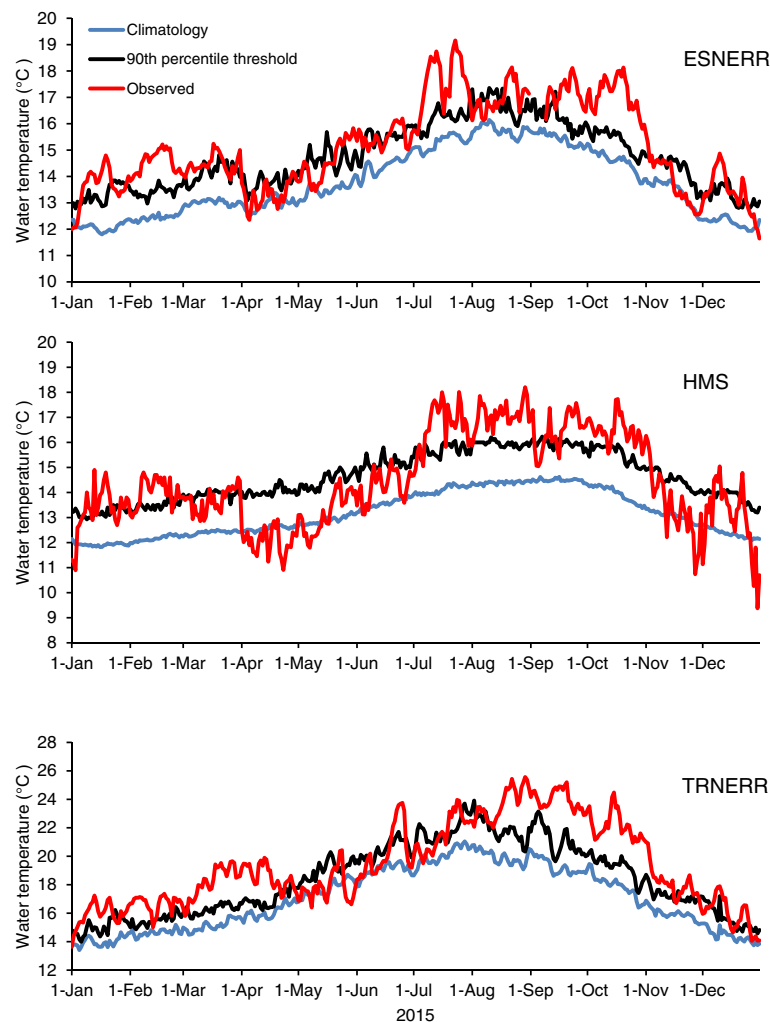 Climatology
90th percentile threshold
Observed
ESNERR
Water temperature (°C)
20
19
18
17
16
15
14
13
12
11
10
1-Jan 1-Feb 1-Mar 1-Apr 1-May 1-Jun 1-Jul 1-Aug 1-Sep 1-Oct 1-Nov 1-Dec
HMS
Water temperature (°C)
20
19
18
17
16
15
14
13
12
11
10
9
8
1-Jan 1-Feb 1-Mar 1-Apr 1-May 1-Jun 1-Jul 1-Aug 1-Sep 1-Oct 1-Nov 1-Dec
TRNERR
Water temperature (°C)
28
26
24
22
20
18
16
14
12
1-Jan 1-Feb 1-Mar 1-Apr 1-May 1-Jun 1-Jul 1-Aug 1-Sep 1-Oct 1-Nov 1-Dec
2015